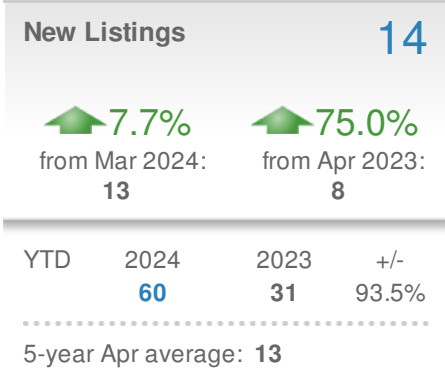 New Listings 14
7.7% 75.0%
from Mar 2024: from Apr 2023:
13 8
YTD 2024 2023 +/-
60 31 93.5%
5-year Apr average: 13